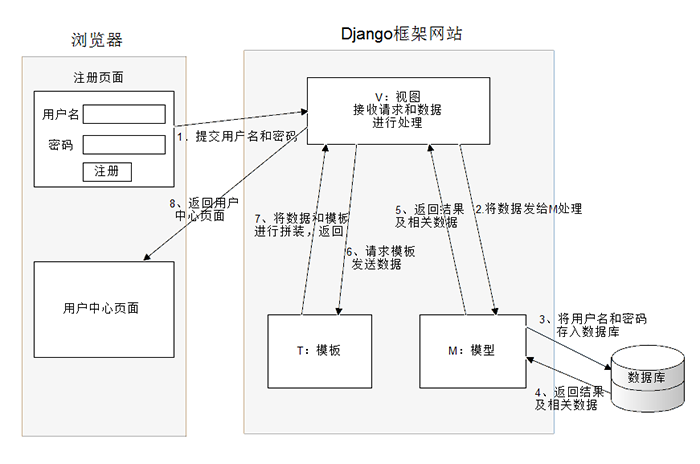 浏览器
Django框架网站
注册页面
用户名
密码
注册
V：视图
接收请求和数据
进行处理
1．提交用户名和密码
8、返回用户
中心页面
7、将数据和模板
进行拼装，返回
5、返回结果
及相关数据
2.将数据发给M处理
6、请求模板
发送数据
用户中心页面
T：模板
M：模型
3、将用户名和密码
存入数据库
数据库
4、返回结果
及相关数据